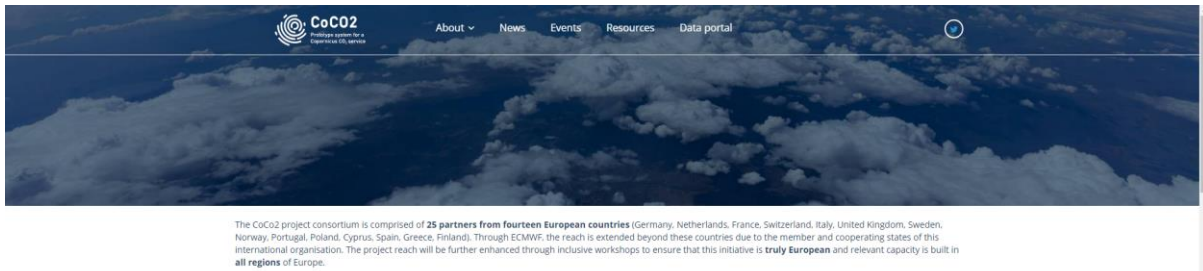 CoCO2
Prototype system for a
Copernicus CO₂ service
About News Events Resources Data portal
The CoCo2 project consortium is comprised of 25 partners from fourteen European countries (Germany, Netherlands, France, Switzerland, Italy, United Kingdom, Sweden,
Norway, Portugal, Poland, Cyprus, Spain, Greece, Finland). Through ECMWF, the reach is extended beyond these countries due to the member and cooperating states of this
international organisation. The project reach will be further enhanced through inclusive workshops to ensure that this initiative is truly European and relevant capacity is built in
all regions of Europe.